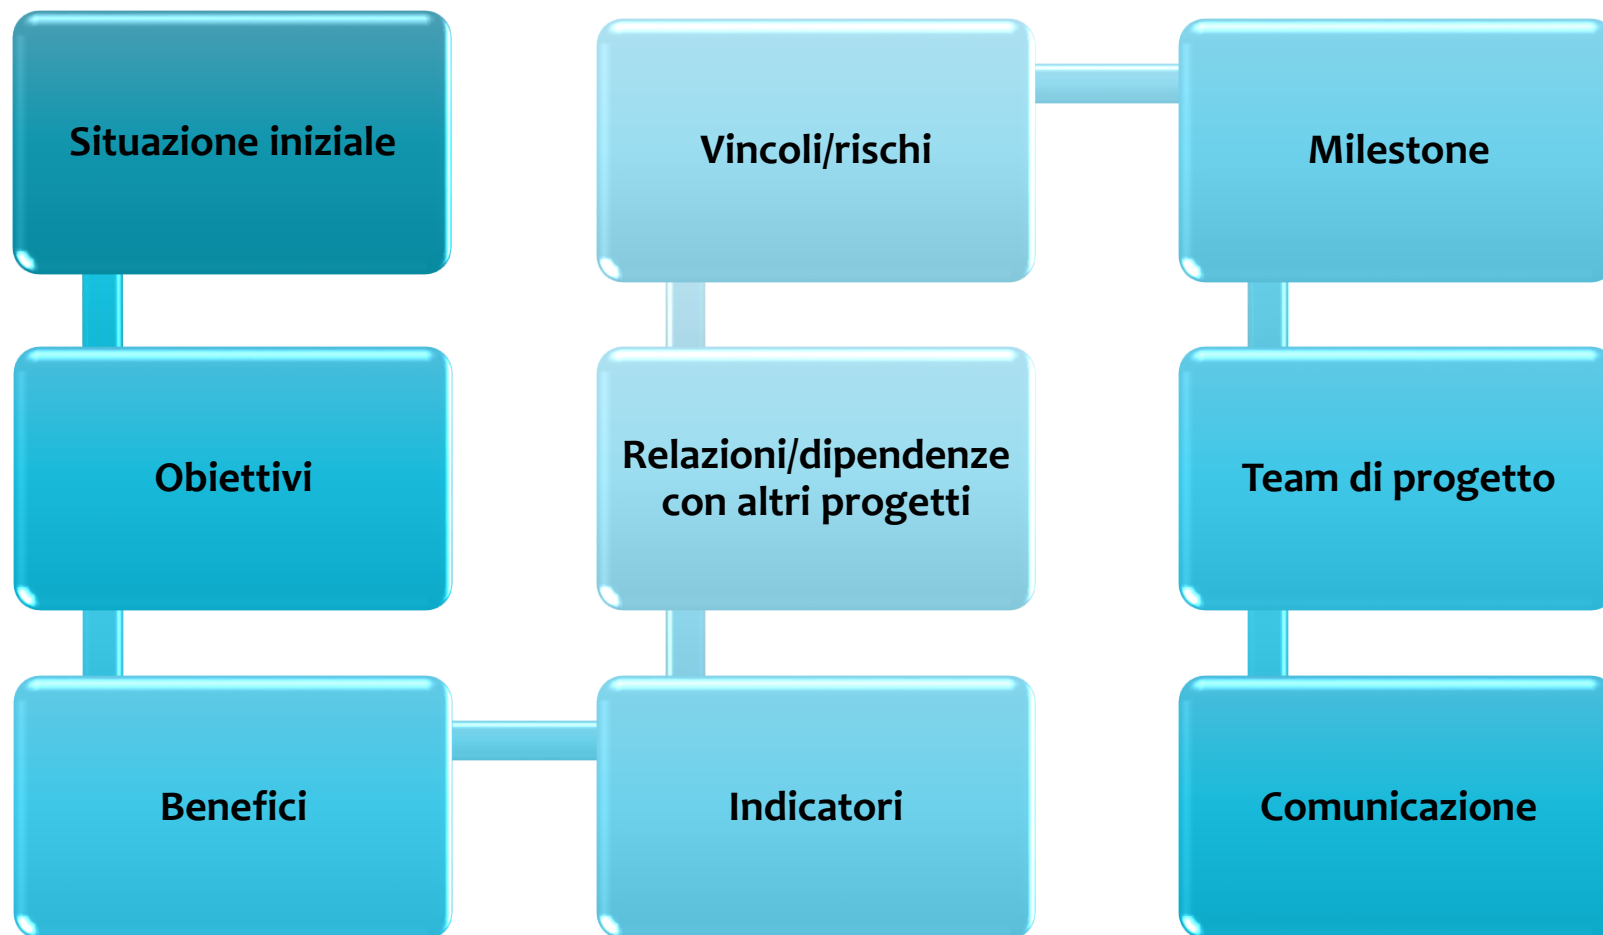 Situazione iniziale
Obiettivi
Benefici
Indicatori
Relazioni/dipendenze
con altri progetti
Vincoli/rischi
Milestone
Team di progetto
Comunicazione